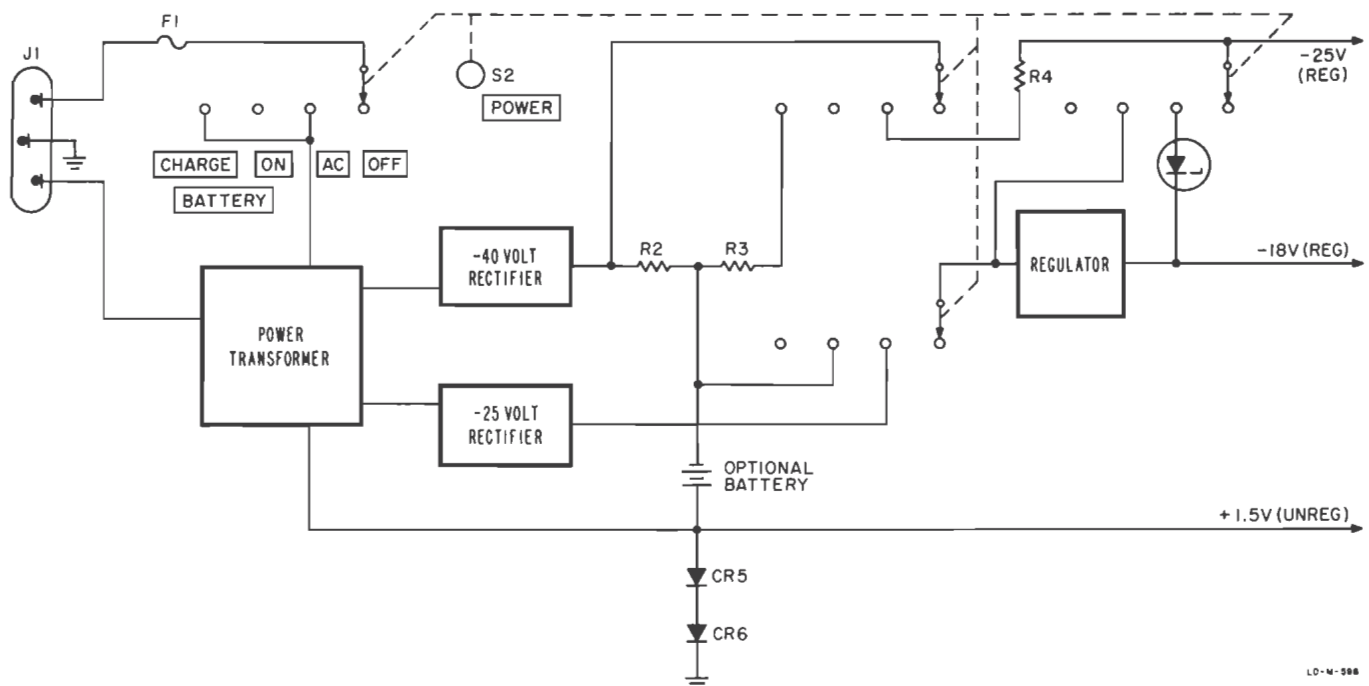 F1
J1
S2
POWER
R4
-25V
(REG)
CHARGE ON AC OFF
BATTERY
-40 VOLT
RECTIFIER
R2
R3
REGULATOR
-18V (REG)
POWER
TRANSFORMER
-25 VOLT
RECTIFIER
OPTIONAL
BATTERY
+1.5V (UNREG)
CR5
CR6
LD-M-598